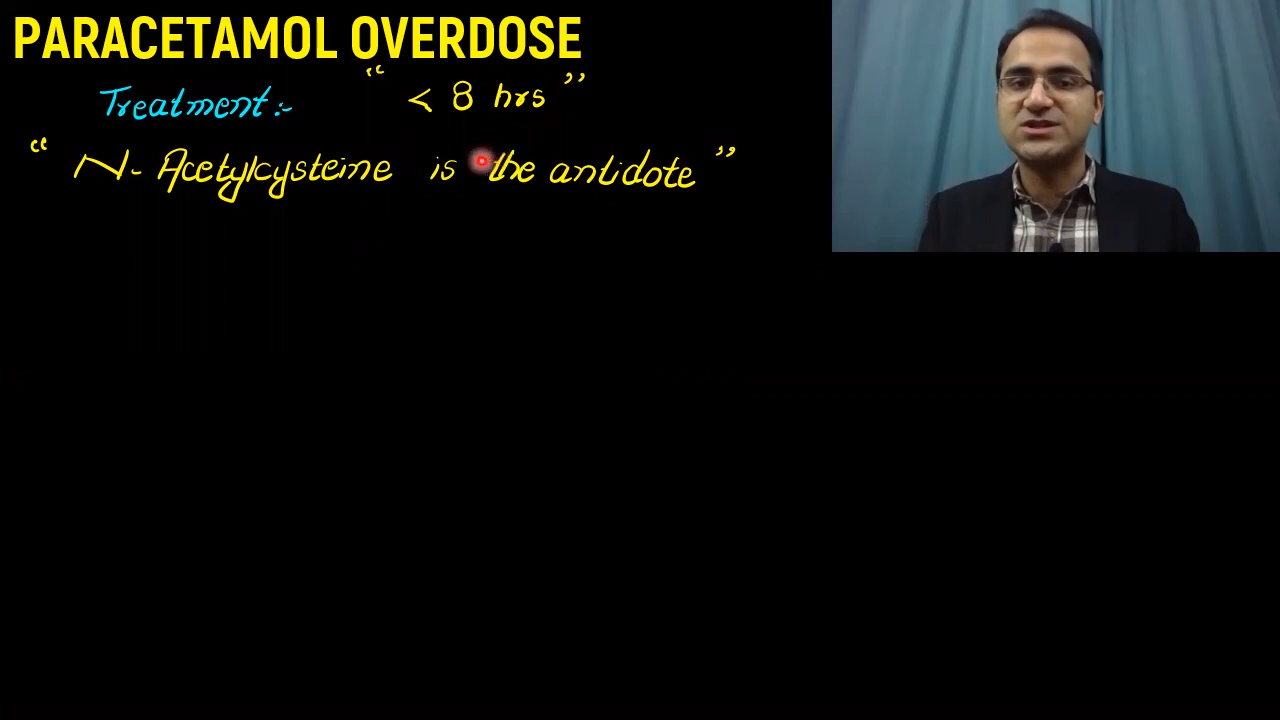 PARACETAMOL OVERDOSE
Treatment :- “ < 8 hrs ”
“ N-Acetylcysteine is the antidote ”